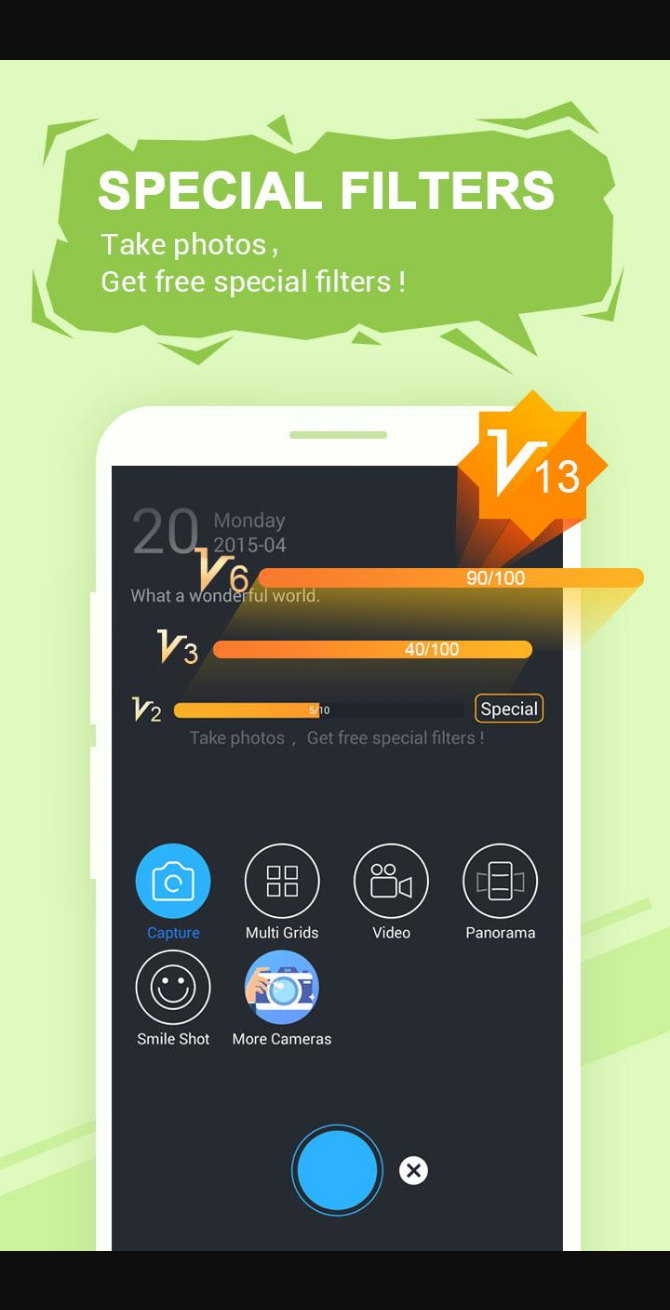 SPECIAL FILTERS
Take photos,
Get free special filters !
V13
20 Monday
2015-04
V6 90/100
What a wonderful world.
V3 40/100
V2 5/10 Special
Take photos , Get free special filters !
Capture Multi Grids Video Panorama
Smile Shot More Cameras